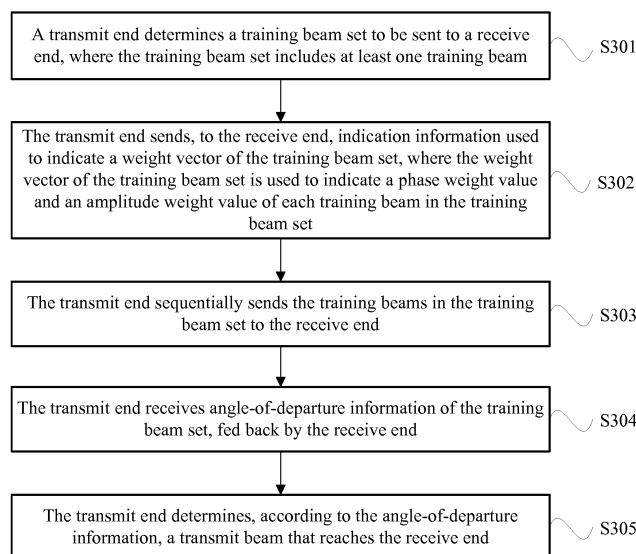 A transmit end determines a training beam set to be sent to a receive
end, where the training beam set includes at least one training beam
S301
The transmit end sends, to the receive end, indication information used
to indicate a weight vector of the training beam set, where the weight
vector of the training beam set is used to indicate a phase weight value
and an amplitude weight value of each training beam in the training
beam set
S302
The transmit end sequentially sends the training beams in the training
beam set to the receive end
S303
The transmit end receives angle-of-departure information of the training
beam set, fed back by the receive end
S304
The transmit end determines, according to the angle-of-departure
information, a transmit beam that reaches the receive end
S305